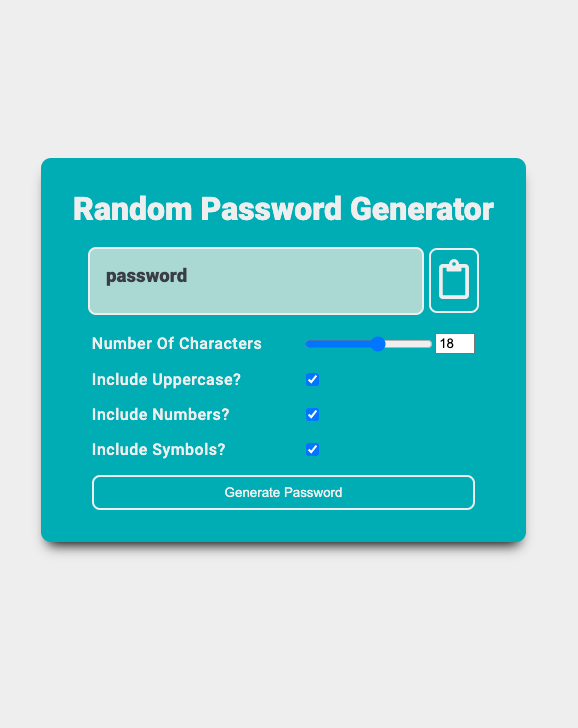 Random Password Generator
password
Number Of Characters 18
Include Uppercase?
Include Numbers?
Include Symbols?
Generate Password